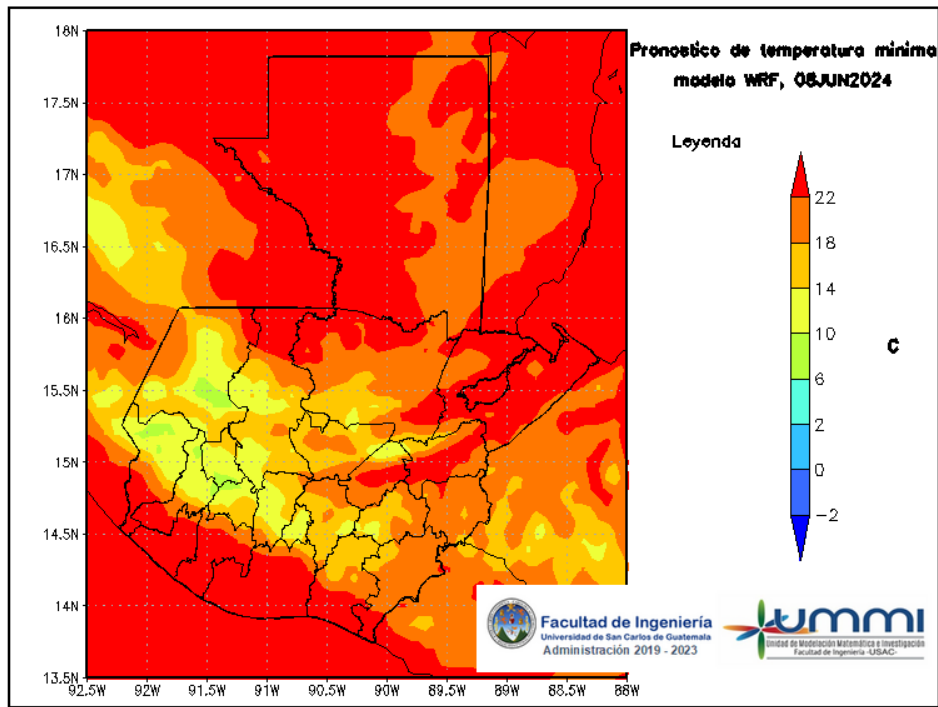 Pronostico de temperatura minima
modelo WRF, 08JUN2024
Leyenda
22
18
14
10
6
2
0
-2
C
18N
17.5N
17N
16.5N
16N
15.5N
15N
14.5N
14N
13.5N
92.5W
92W
91.5W
91W
90.5W
90W
89.5W
89W
88.5W
88W
Facultad de Ingeniería
Universidad de San Carlos de Guatemala
Administración 2019 - 2023
ummi
Unidad de Modelación Matemática e Investigación
Facultad de Ingeniería -USAC-